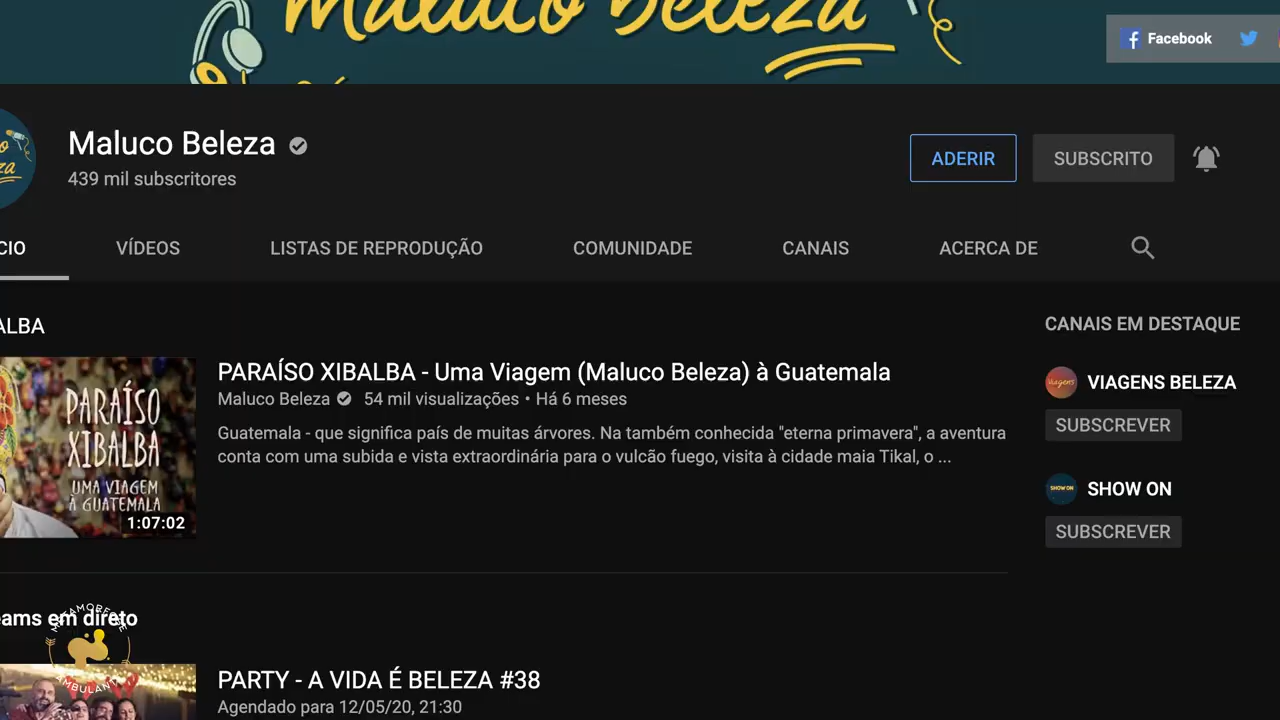 Maluco Beleza
Facebook
Maluco Beleza
439 mil subscritores
ADERIR
SUBSCRITO
CIO
VÍDEOS
LISTAS DE REPRODUÇÃO
COMUNIDADE
CANAIS
ACERCA DE
ALBA
CANAIS EM DESTAQUE
PARAÍSO
XIBALBA
UMA VIAGEM
À GUATEMALA
1:07:02
PARAÍSO XIBALBA - Uma Viagem (Maluco Beleza) à Guatemala
Maluco Beleza 54 mil visualizações • Há 6 meses
Guatemala - que significa país de muitas árvores. Na também conhecida "eterna primavera", a aventura
conta com uma subida e vista extraordinária para o vulcão fuego, visita à cidade maia Tikal, o ...
Viagens
VIAGENS BELEZA
SUBSCREVER
SHOW ON
SHOW ON
SUBSCREVER
eams em direto
AMBULANT
PARTY - A VIDA É BELEZA #38
Agendado para 12/05/20, 21:30